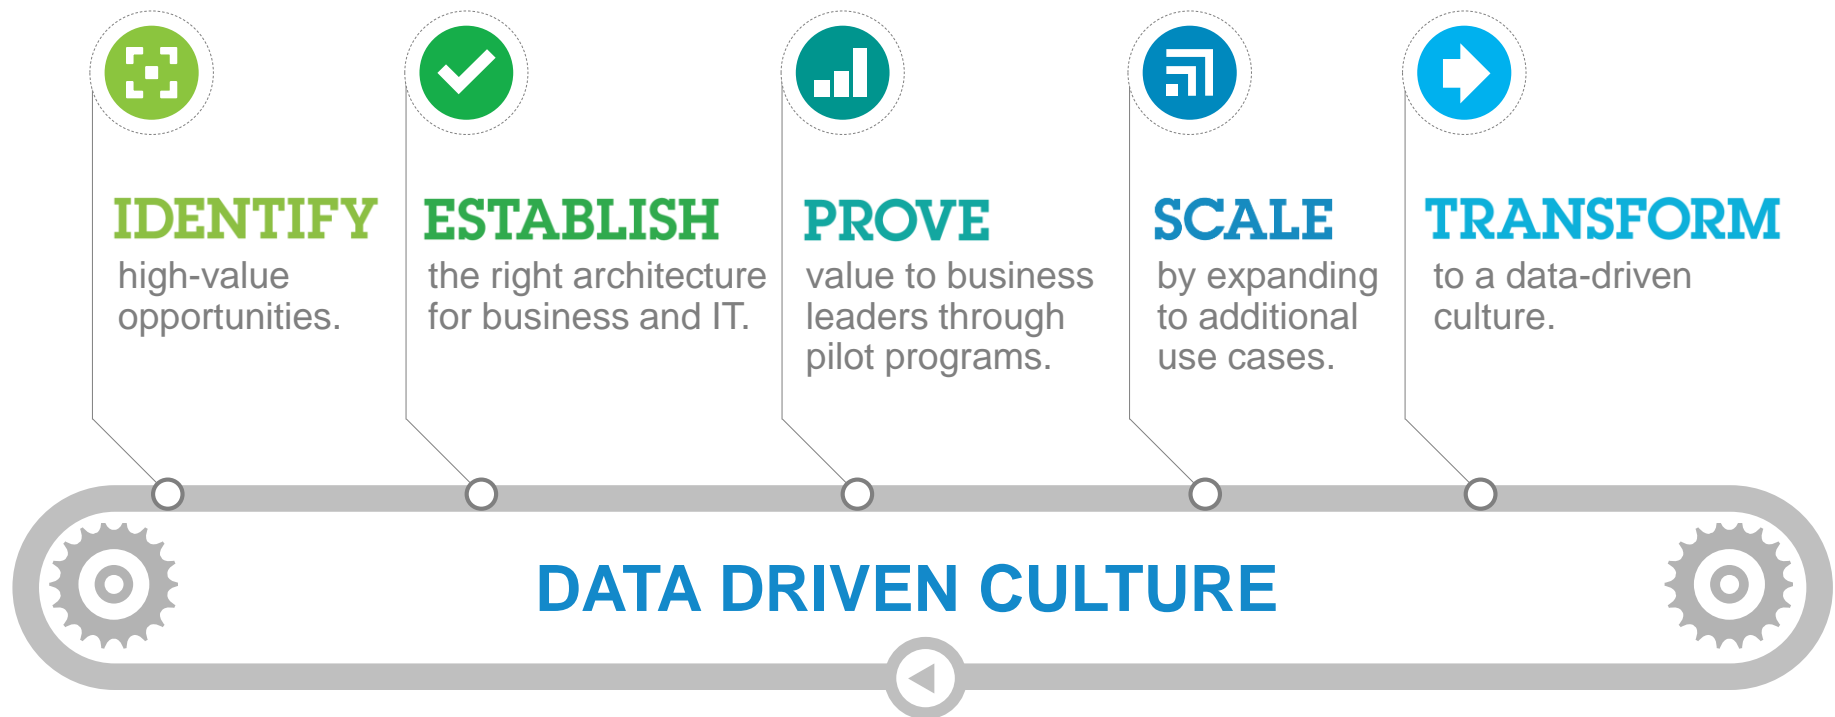 IDENTIFY
high-value
opportunities.
ESTABLISH
the right architecture
for business and IT.
PROVE
value to business
leaders through
pilot programs.
SCALE
by expanding
to additional
use cases.
TRANSFORM
to a data-driven
culture.
DATA DRIVEN CULTURE